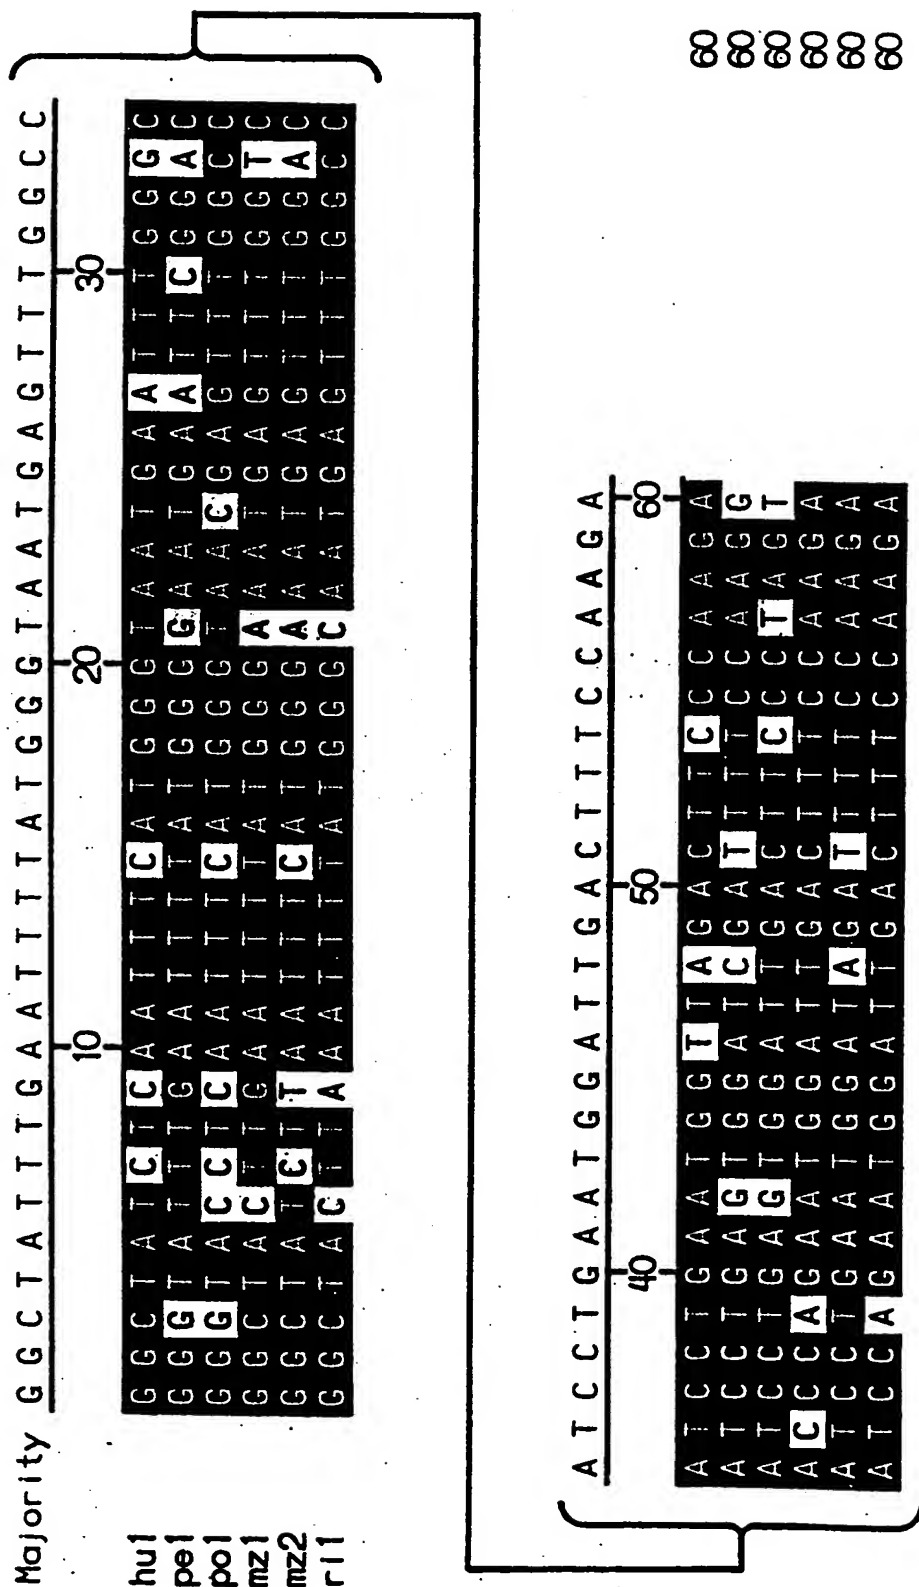 Majority G G C T A T T T G A A T T T T A T G G G T A A T G A G T T T G G C C
10 20 30
hu1 G G C T A T C T C A A T T T C A T G G G T A A T G A A T T T G G G C
pe1 G G G T A T T T G A A T T T T A T G G G G A A T G A A T T C G G A C
po1 G G G T A C C T C A A T T T C A T G G G T A A C G A G T T T G G C C
mz1 G G C T A C T T G A A T T T T A T G G G A A A T G A G T T T G G T C
mz2 G G C T A T C T T A A T T T C A T G G G A A A T G A G T T T G G A C
ri1 G G C T A C T T A A A T T T T A T G G G C A A T G A G T T T G G C C
A T C C T G A A T G G A T T G A C T T T C C A A G A
40 50 60
A T C C T G A A T G G T T A G A C T T C C C A A G A 60
A T C C T G A G T G G A T C G A T T T T C C A A G G 60
A T C C T G A G T G G A T T G A C T T C C C T A G T 60
A C C C A G A A T G G A T T G A C T T T C C A A G A 60
A T C C T G A A T G G A T A G A T T T T C C A A G A 60
A T C C A G A A T G G A T T G A C T T T C C A A G A 60